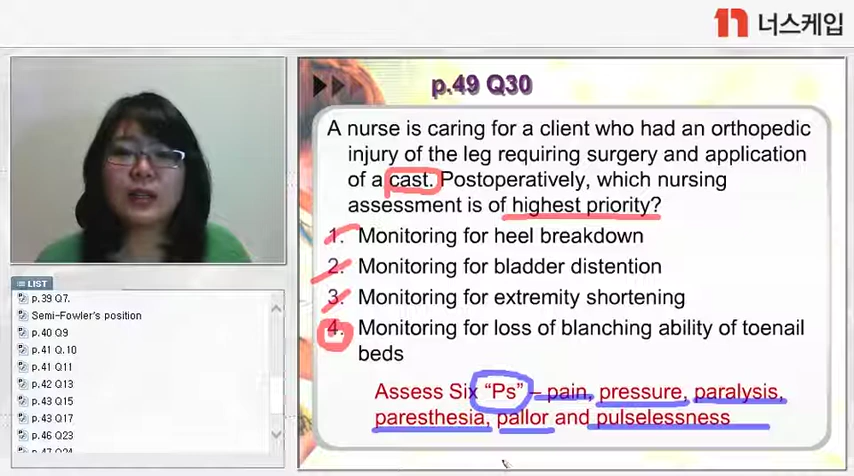 너스케입
p.49 Q30
A nurse is caring for a client who had an orthopedic
injury of the leg requiring surgery and application
of a cast. Postoperatively, which nursing
assessment is of highest priority?
1. Monitoring for heel breakdown
2. Monitoring for bladder distention
3. Monitoring for extremity shortening
4. Monitoring for loss of blanching ability of toenail
beds
Assess Six “Ps” – pain, pressure, paralysis,
paresthesia, pallor and pulselessness
LIST
p.39 Q7.
Semi-Fowler's position
p.40 Q9
p.41 Q.10
p.41 Q11
p.42 Q13
p.43 Q15
p.43 Q17
p.46 Q23
p.47 Q24